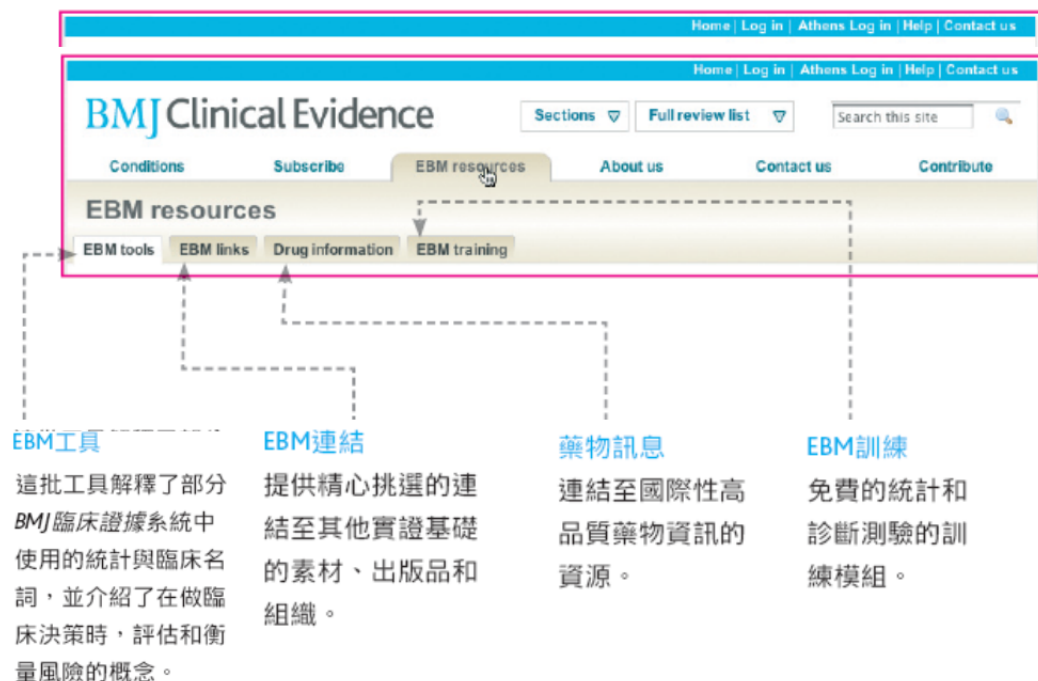 Home | Log in | Athens Log in | Help | Contact us
Home | Log in | Athens Log in | Help | Contact us
BMJ Clinical Evidence
Sections
Full review list
Search this site
Conditions
Subscribe
EBM resources
About us
Contact us
Contribute
EBM resources
EBM tools
EBM links
Drug information
EBM training
EBM工具
這批工具解釋了部分
BMJ臨床證據系統中
使用的統計與臨床名
詞，並介紹了在做臨
床決策時，評估和衡
量風險的概念。
EBM連結
提供精心挑選的連
結至其他實證基礎
的素材、出版品和
組織。
藥物訊息
連結至國際性高
品質藥物資訊的
資源。
EBM訓練
免費的統計和
診斷測驗的訓
練模組。